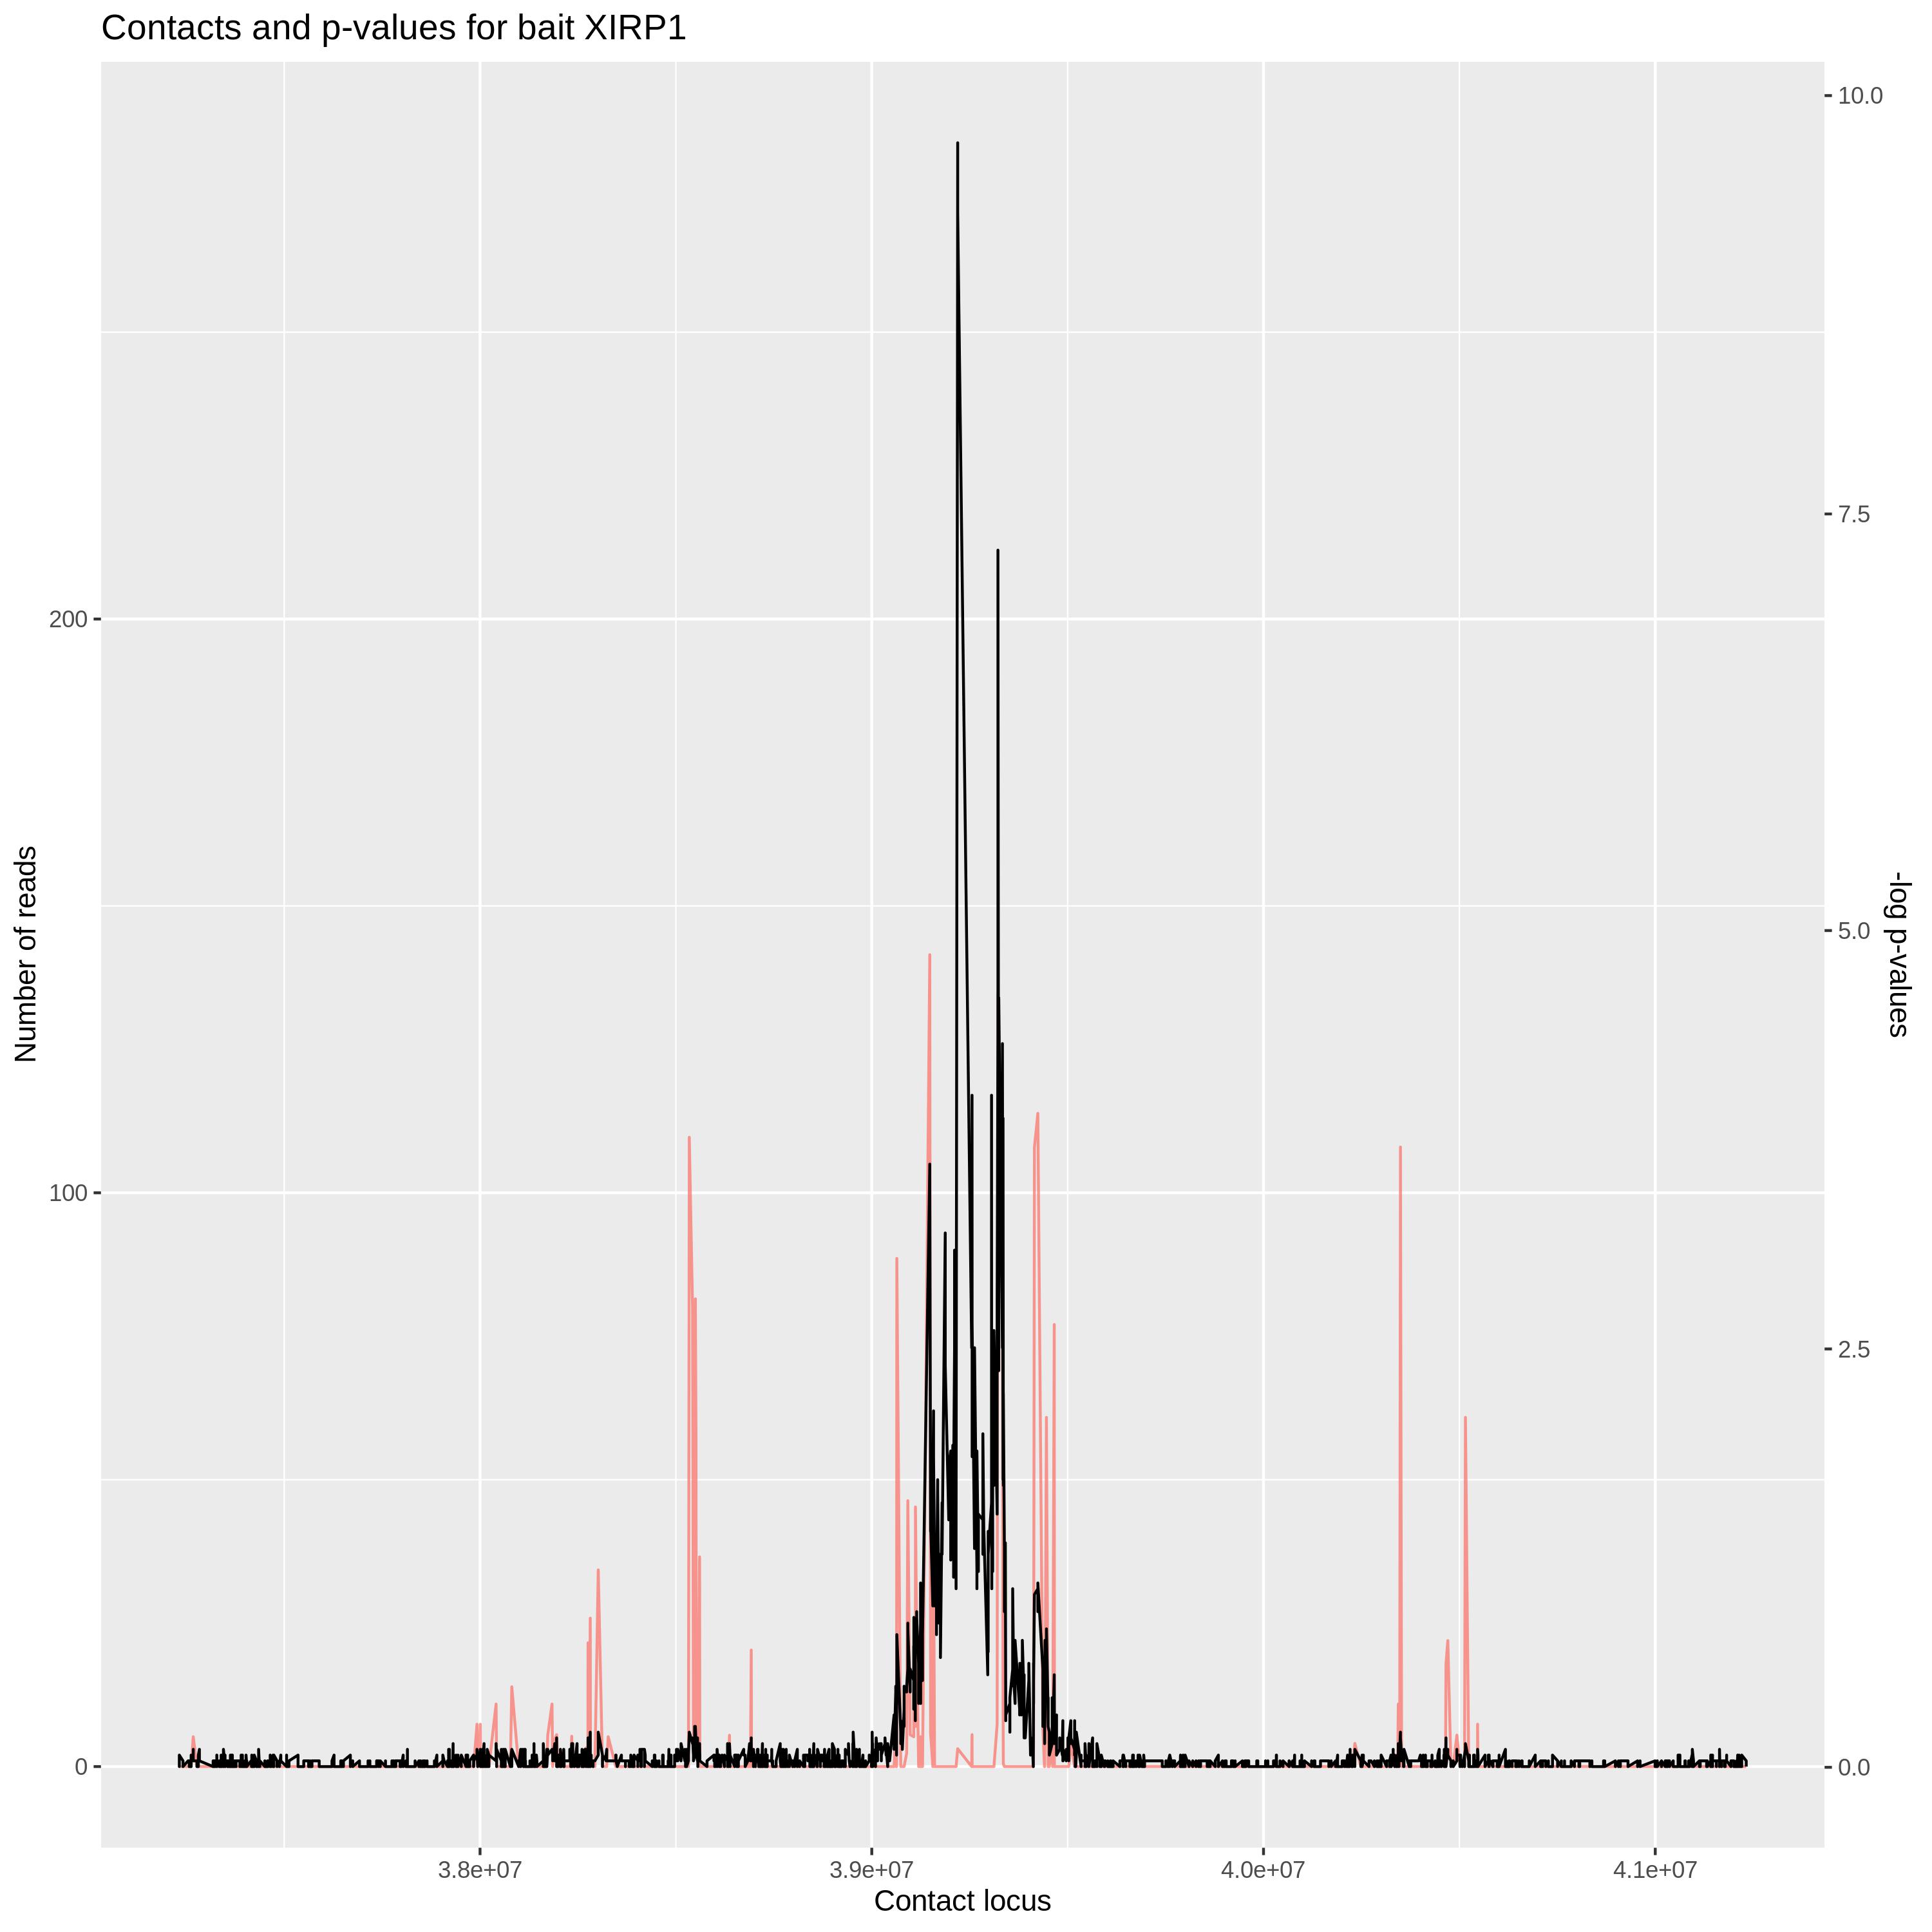 Contacts and p-values for bait XIRP1
10.0
7.5
200
Number of reads
-log p-values
5.0
100
2.5
0
0.0
3.8e+07
3.9e+07
4.0e+07
4.1e+07
Contact locus